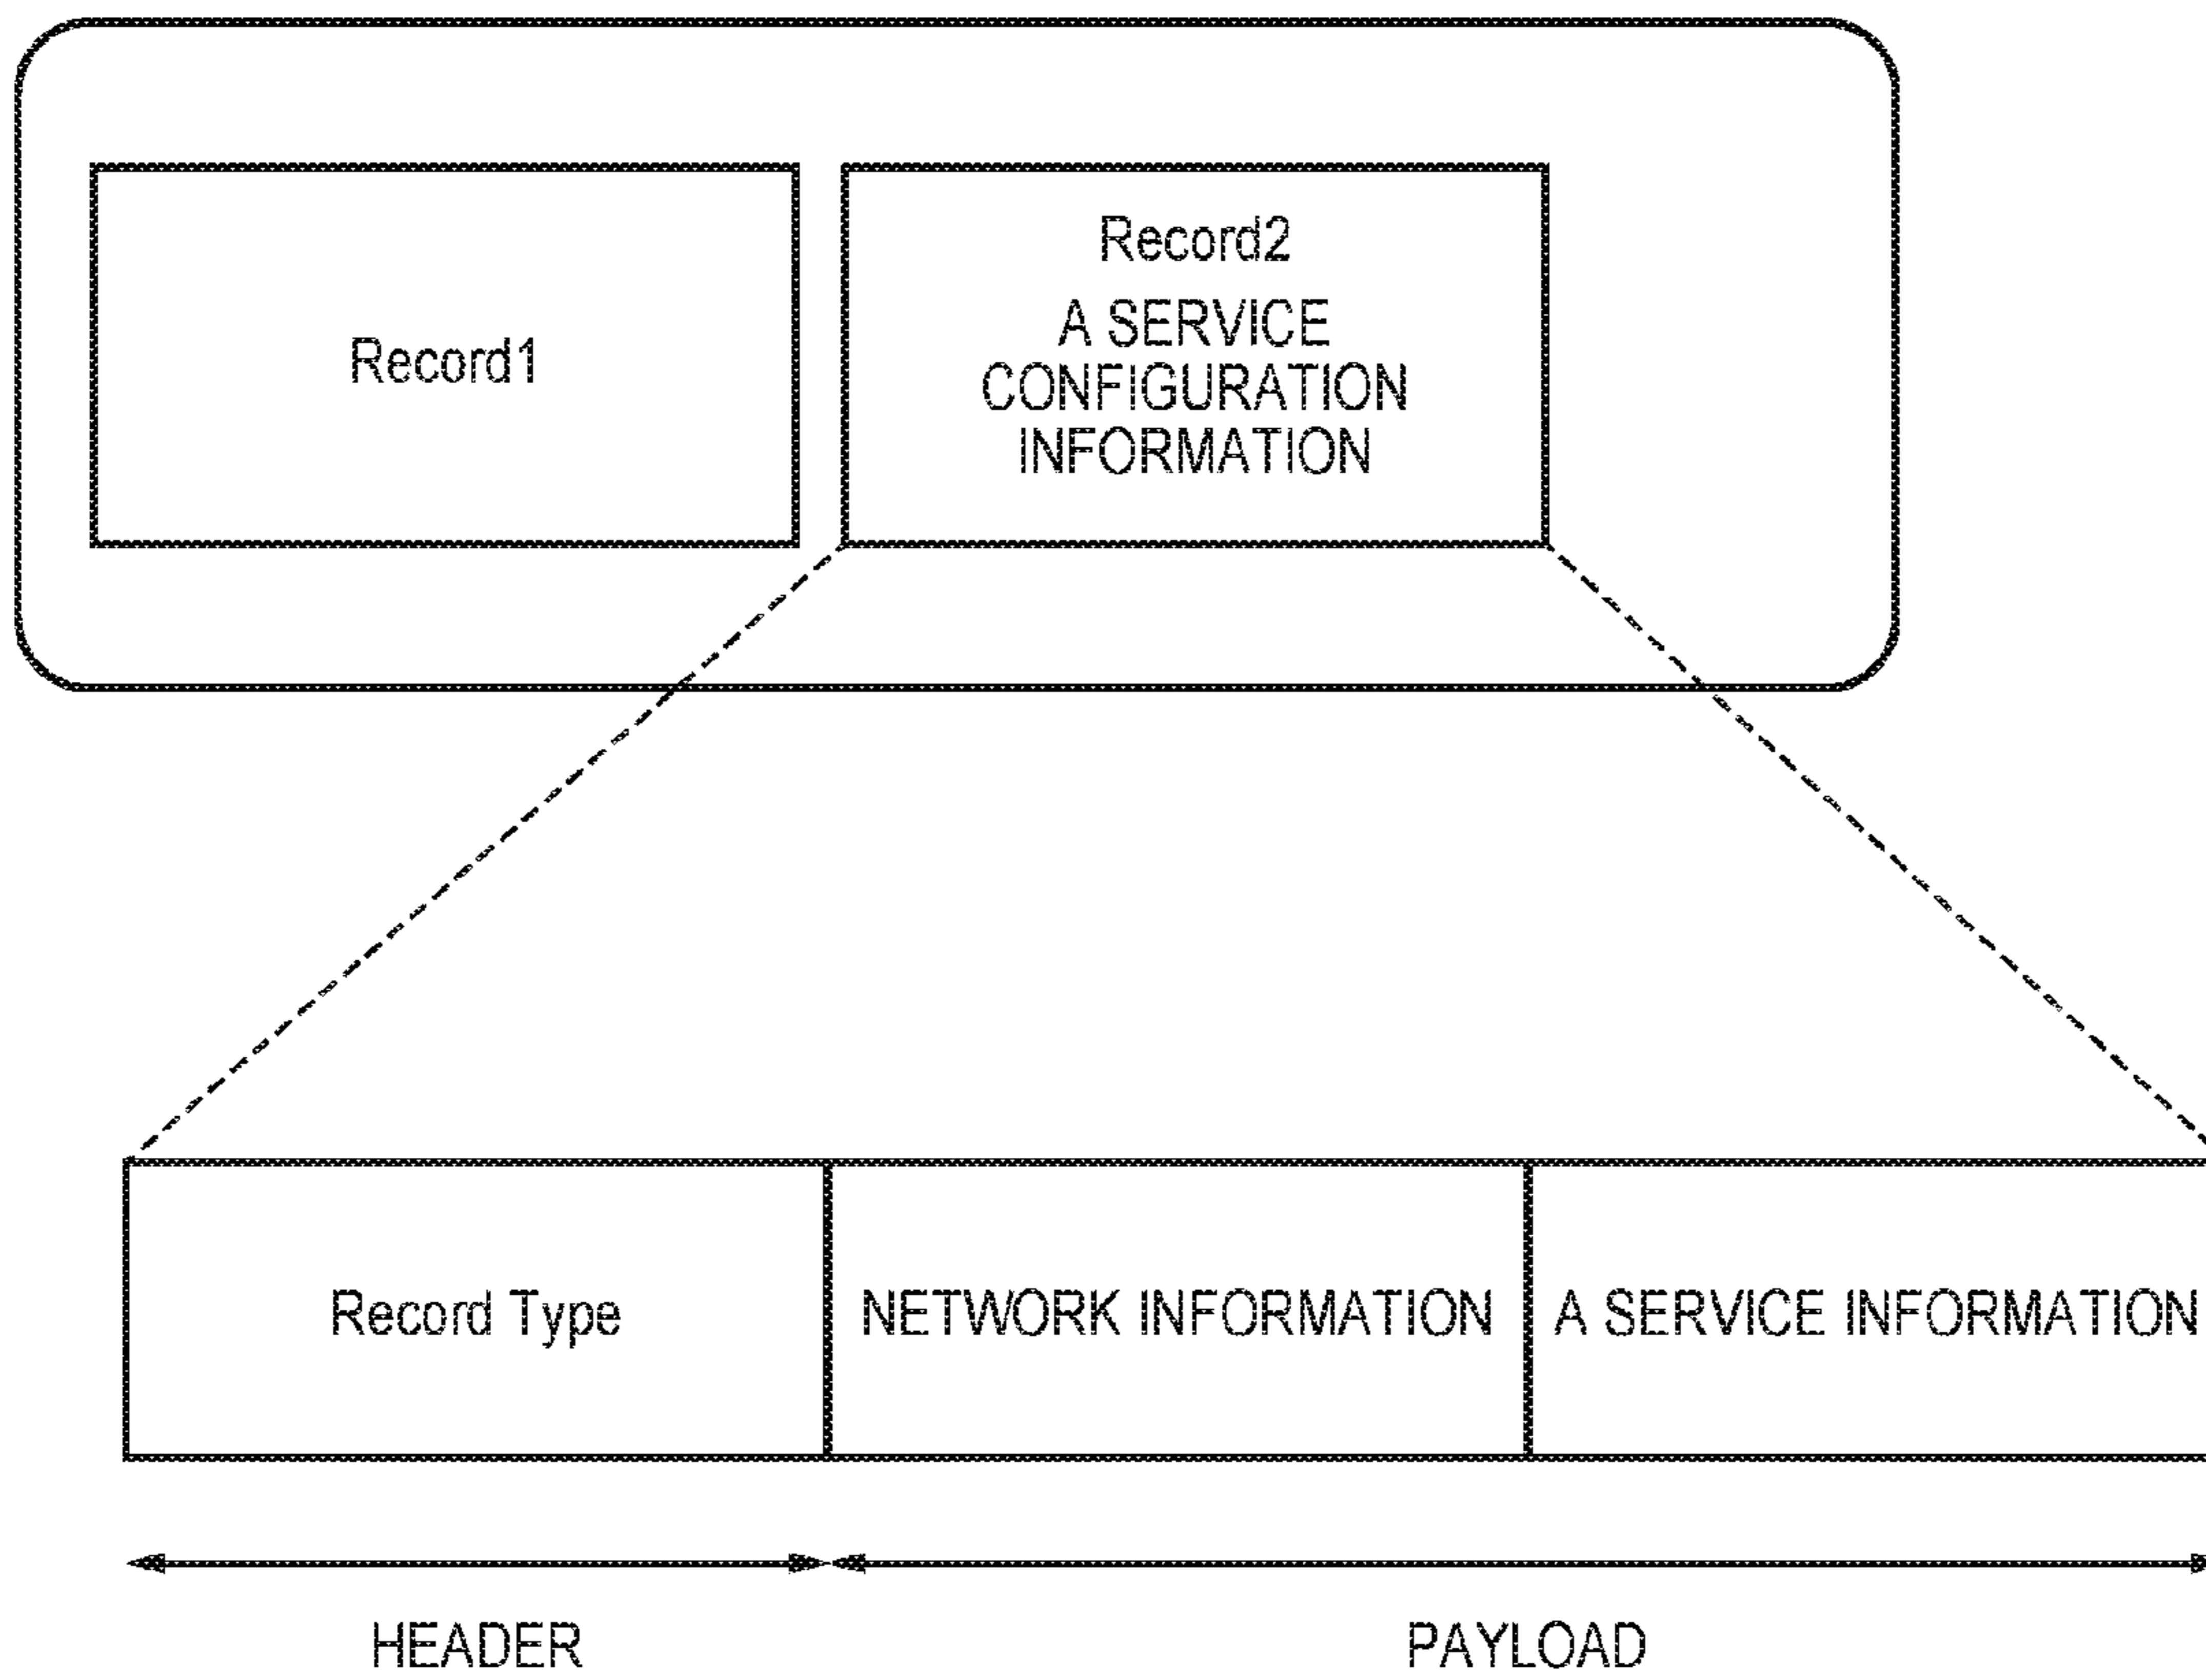 Record1
Record2
A SERVICE
CONFIGURATION
INFORMATION
Record Type
NETWORK INFORMATION
A SERVICE INFORMATION
HEADER
PAYLOAD